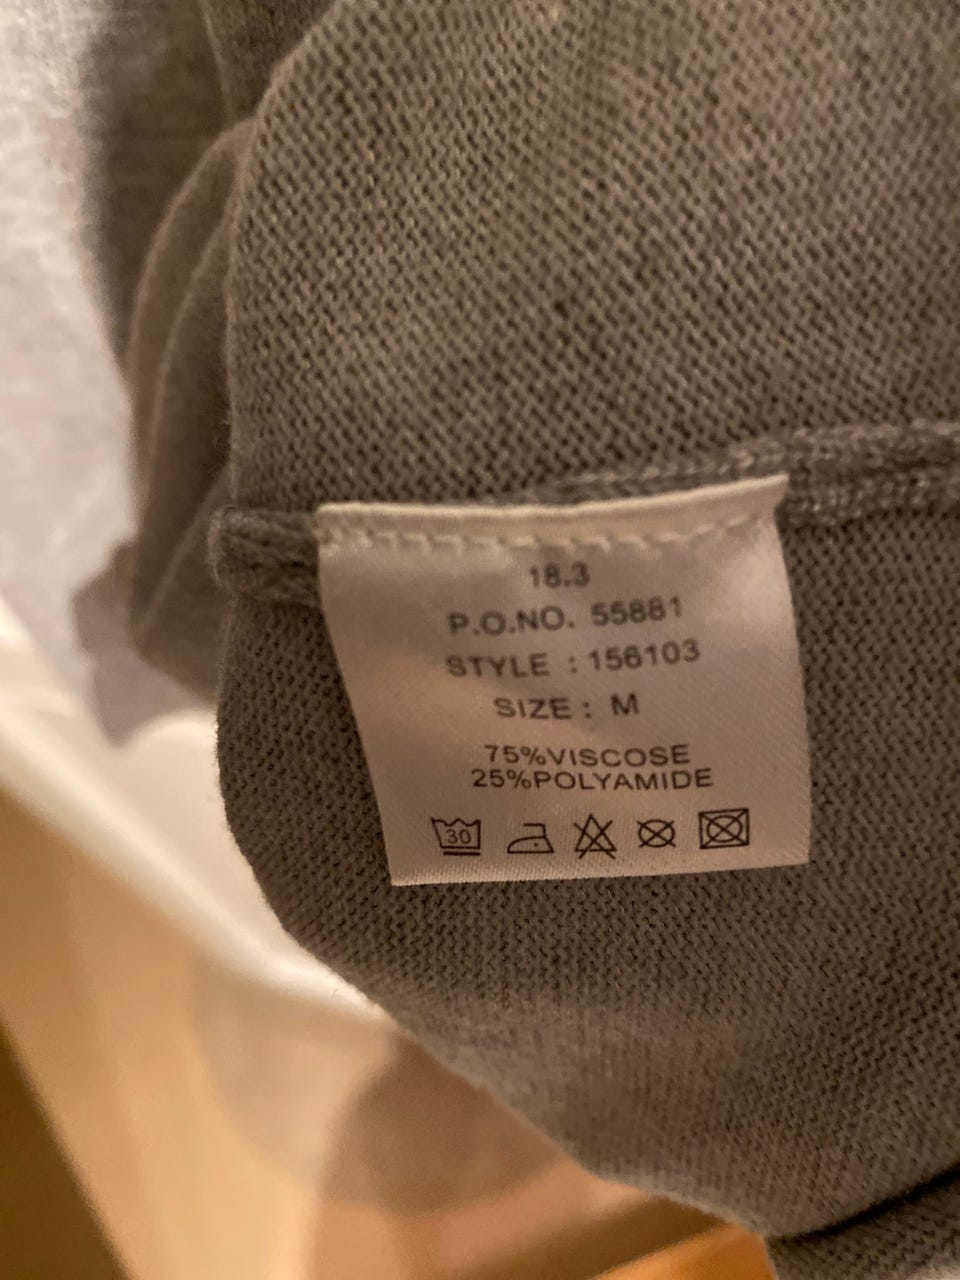 18.3
P.O.NO. 55881
STYLE : 156103
SIZE : M
75%VISCOSE
25%POLYAMIDE
30